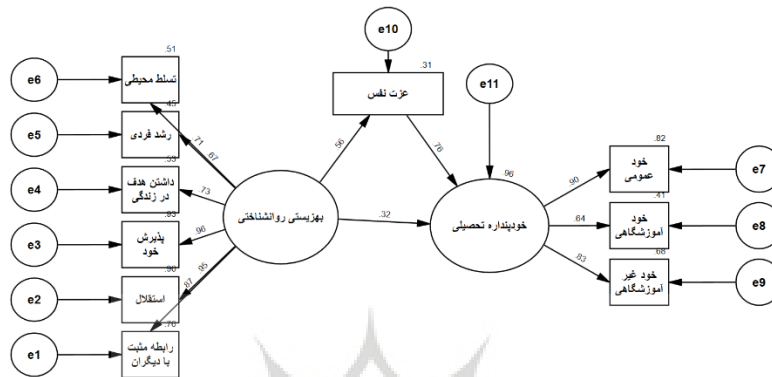 e10
.31
عزت نفس
e11
.51
e6
تسلط محیطی
.45
e5
رشد فردی
.71
.67
.53
e4
داشتن هدف
در زندگی
.73
.93
e3
پذیرش
خود
.96
.90
e2
استقلال
.95
.87
.76
e1
رابطه مثبت
با دیگران
بهزیستی روانشناختی
.56
.76
.32
.96
خودپنداره تحصیلی
.82
خود
عمومی
e7
.90
.41
خود
آموزشگاهی
e8
.64
.68
خود غیر
آموزشگاهی
e9
.83